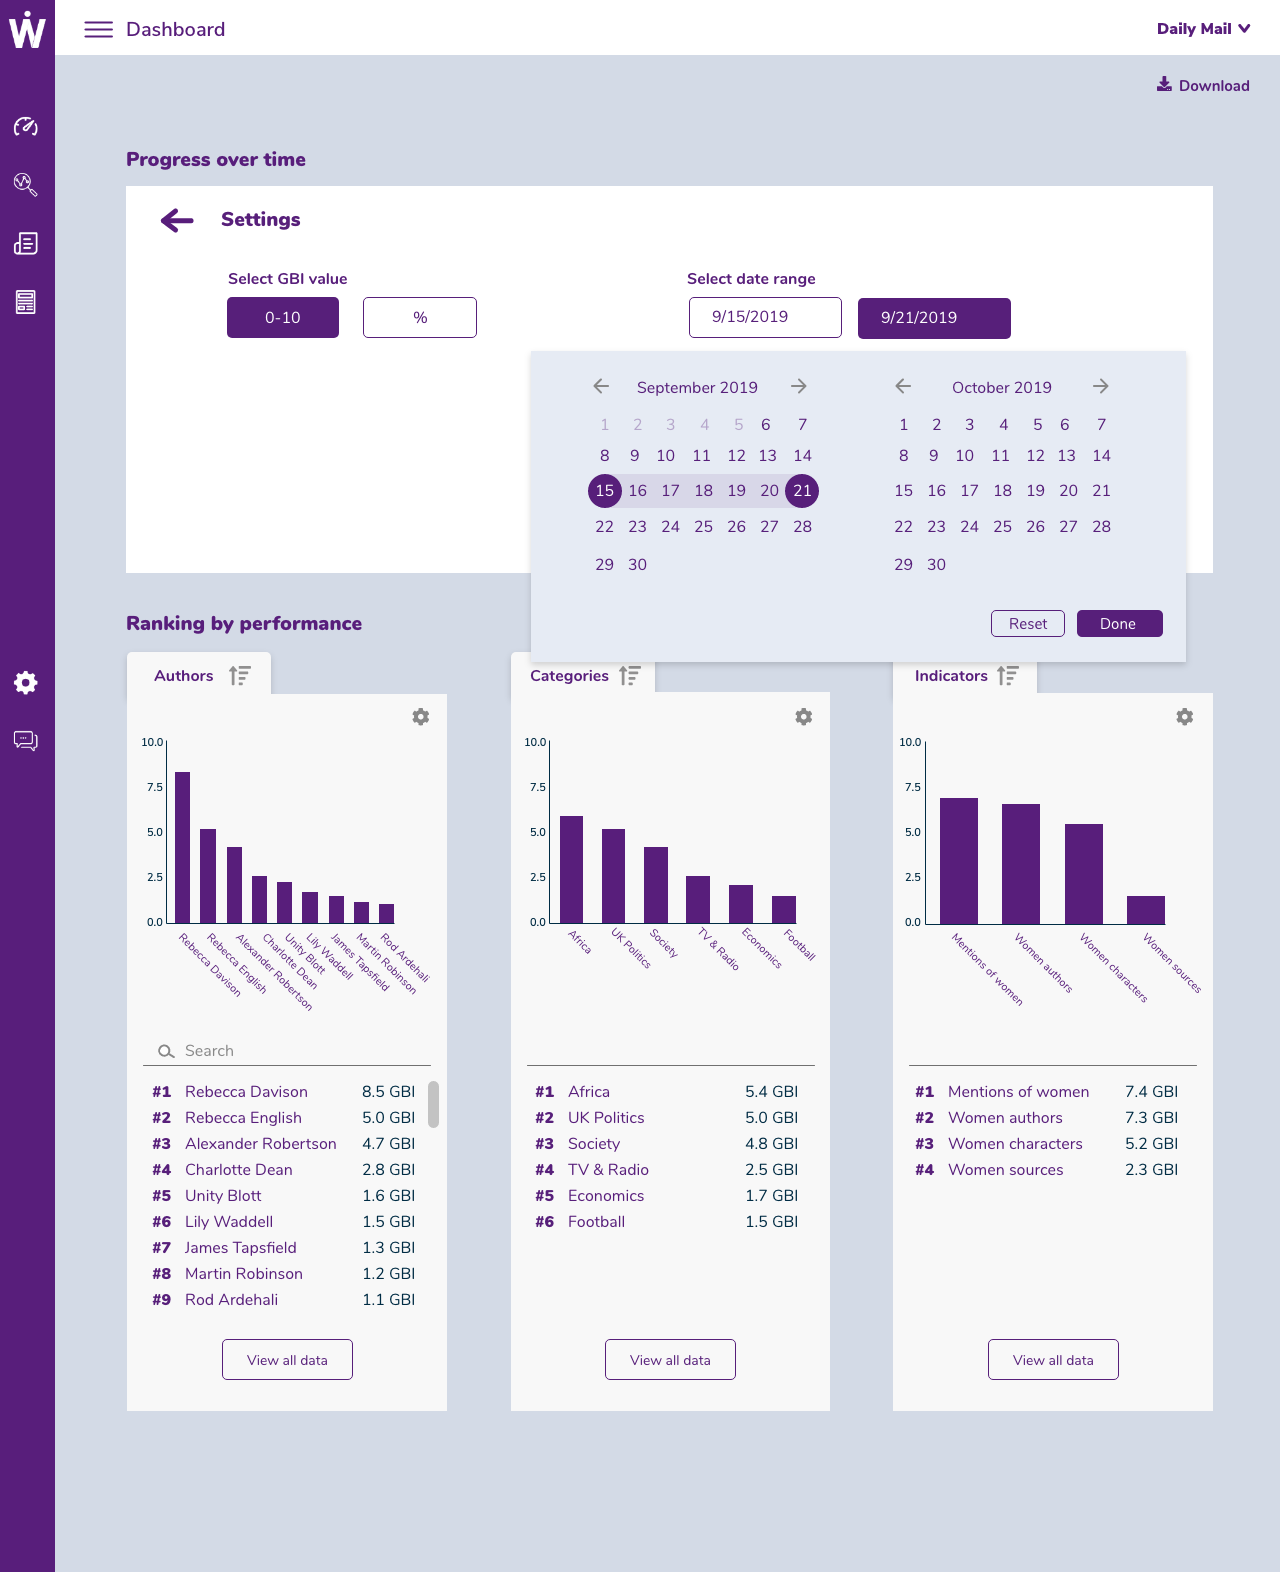 W
Dashboard
Daily Mail
Download
Progress over time
Settings
Select GBI value
Select date range
0-10
%
9/15/2019
9/21/2019
September 2019
October 2019
1 2 3 4 5 6 7
1 2 3 4 5 6 7
8 9 10 11 12 13 14
8 9 10 11 12 13 14
15 16 17 18 19 20 21
15 16 17 18 19 20 21
22 23 24 25 26 27 28
22 23 24 25 26 27 28
29 30
29 30
Reset
Done
Ranking by performance
Authors
10.0
7.5
5.0
2.5
0.0
Rebecca Davison
Rebecca English
Alexander Robertson
Charlotte Dean
Unity Blott
Lily Waddell
James Tapsfield
Martin Robinson
Rod Ardehali
Search
#1 Rebecca Davison 8.5 GBI
#2 Rebecca English 5.0 GBI
#3 Alexander Robertson 4.7 GBI
#4 Charlotte Dean 2.8 GBI
#5 Unity Blott 1.6 GBI
#6 Lily Waddell 1.5 GBI
#7 James Tapsfield 1.3 GBI
#8 Martin Robinson 1.2 GBI
#9 Rod Ardehali 1.1 GBI
View all data
Categories
10.0
7.5
5.0
2.5
0.0
Africa
UK Politics
Society
TV & Radio
Economics
Football
#1 Africa 5.4 GBI
#2 UK Politics 5.0 GBI
#3 Society 4.8 GBI
#4 TV & Radio 2.5 GBI
#5 Economics 1.7 GBI
#6 Football 1.5 GBI
View all data
Indicators
10.0
7.5
5.0
2.5
0.0
Mentions of women
Women authors
Women characters
Women sources
#1 Mentions of women 7.4 GBI
#2 Women authors 7.3 GBI
#3 Women characters 5.2 GBI
#4 Women sources 2.3 GBI
View all data